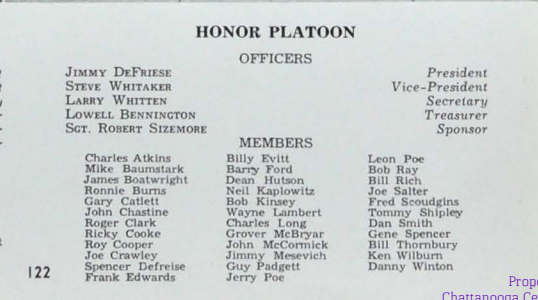 HONOR PLATOON
OFFICERS
JIMMY DEFRIESE President
STEVE WHITAKER Vice-President
LARRY WHITTEN Secretary
LOWELL BENNINGTON Treasurer
SGT. ROBERT SIZEMORE Sponsor
MEMBERS
Charles Atkins
Mike Baumstark
James Boatwright
Ronnie Burns
Gary Catlett
John Chastine
Roger Clark
Ricky Cooke
Roy Cooper
Joe Crawley
Spencer Defreise
Frank Edwards
Billy Evitt
Barry Ford
Dean Hutson
Neil Kaplowitz
Bob Kinsey
Wayne Lambert
Charles Long
Grover McBryar
John McCormick
Jimmy Mesevich
Guy Padgett
Jerry Poe
Leon Poe
Bob Ray
Bill Rich
Joe Salter
Fred Scoudgins
Tommy Shipley
Dan Smith
Gene Spencer
Bill Thornbury
Ken Wilburn
Danny Winton
122
Prope
Chattanooga Ce